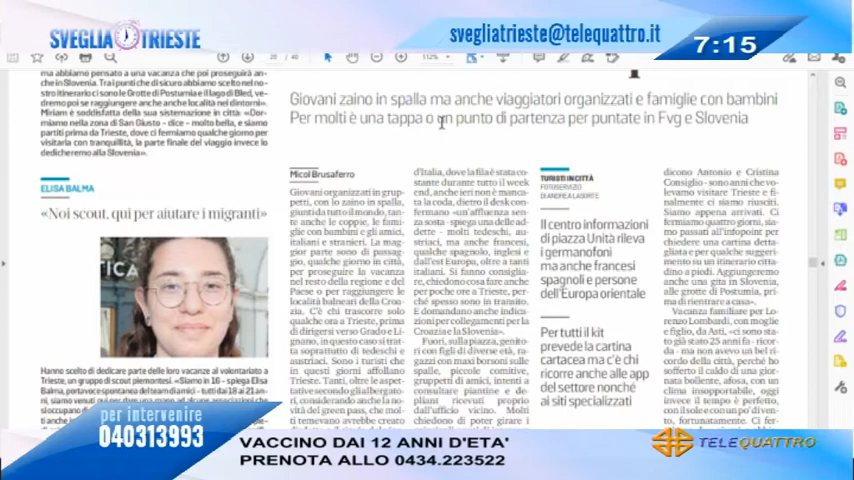 SVEGLIA TRIESTE
svegliatrieste@telequattro.it
7:15
112%
ma abbiamo pensato a una vacanza che poi proseguirà an-
che in Slovenia. Tra i punti che di sicuro abbiamo scelto nel no-
stro itinerario ci sono le Grotte di Postumia e il lago di Bled, ve-
dremo poi se raggiungere anche anche località nei dintorni».
Miriam è soddisfatta della sua sistemazione in città: «Dor-
miamo nella zona di San Giusto - dice - molto bella, e siamo
partiti prima da Trieste, dove ci fermiamo qualche giorno per
visitarla con tranquillità, la parte finale del viaggio invece lo
dedicheremo alla Slovenia».
ELISA BALMA
«Noi scout, qui per aiutare i migranti»
Hanno scelto di dedicare parte delle loro vacanze al volontariato a
Trieste, un gruppo di scout piemontesi. «Siamo in 16 - spiega Elisa
Balma, portavoce spontanea del team di amici - tutti dai 18 ai 21 an-
Giovani zaino in spalla ma anche viaggiatori organizzati e famiglie con bambini
Per molti è una tappa o un punto di partenza per puntate in Fvg e Slovenia
Micol Brusaferro
Giovani organizzati in grup-
petti, con lo zaino in spalla,
giunti da tutto il mondo, tan-
te anche le coppie, le fami-
glie con bambini e gli amici,
italiani e stranieri. La mag-
gior parte sono di passag-
gio, qualche giorno in città,
per proseguire la vacanza
nel resto della regione e del
Paese o per raggiungere le
località balneari della Croa-
zia. C'è chi trascorre solo
qualche ora a Trieste, prima
di dirigersi verso Grado e Li-
gnano, in questo caso si trat-
ta soprattutto di tedeschi e
austriaci. Sono i turisti che
in questi giorni affollano
Trieste. Tanti, oltre le aspet-
tative secondo gli albergato-
ri, considerando anche la no-
vità del green pass, che mol-
ti temevano avrebbe creato
d'Italia, dove la fila è stata co-
stante durante tutto il week
end, anche ieri non è manca-
ta la coda, dietro il desk con-
fermano «un'affluenza sen-
za sosta - spiega una delle ad-
dette - molti tedeschi, au-
striaci, ma anche francesi,
qualche spagnolo, inglesi e
dall'est Europa, oltre a tanti
italiani. Si fanno consiglia-
re, chiedono cosa fare anche
per poche ore a Trieste, per-
ché spesso sono in transito.
E domandano anche indica-
zioni per collegamenti per la
Croazia e la Slovenia».
Fuori, sulla piazza, genito-
ri con figli di diverse età, ra-
gazzi con maxi borsoni sulle
spalle, piccole comitive,
gruppetti di amici, intenti a
consultare piantine e de-
pliant ricevuti proprio
dall'ufficio vicino. Molti
chiedono di poter girare i
TURISTI IN CITTÀ
FOTOSERVIZIO
DI ANDREA LASORTE
Il centro informazioni
di piazza Unità rileva
i germanofoni
ma anche francesi
spagnoli e persone
dell'Europa orientale
Per tutti il kit
prevede la cartina
cartacea ma c'è chi
ricorre anche alle app
del settore nonché
ai siti specializzati
dicono Antonio e Cristina
Consiglio - sono anni che vo-
levamo visitare Trieste e fi-
nalmente ci siamo riusciti.
Siamo appena arrivati. Ci
fermiamo quattro giorni, sia-
mo passati all'infopoint per
chiedere una cartina detta-
gliata e per qualche suggeri-
mento su un itinerario citta-
dino a piedi. Aggiungeremo
anche una gita in Slovenia,
alle grotte di Postumia, pri-
ma di rientrare a casa».
Vacanza familiare per Lo-
renzo Lombardi, con moglie
e figlio, da Asti, «ci sono sta-
to già stato 25 anni fa - ricor-
da - ma non avevo un bel ri-
cordo della città, perché ho
sofferto il caldo di una gior-
nata bollente, afosa, con un
clima insopportabile, oggi
invece il tempo è perfetto,
con il sole e con un po' di ven-
to, fortunatamente. Ci fer-
per intervenire
040313993
VACCINO DAI 12 ANNI D'ETA'
PRENOTA ALLO 0434.223522
TELEQUATTRO